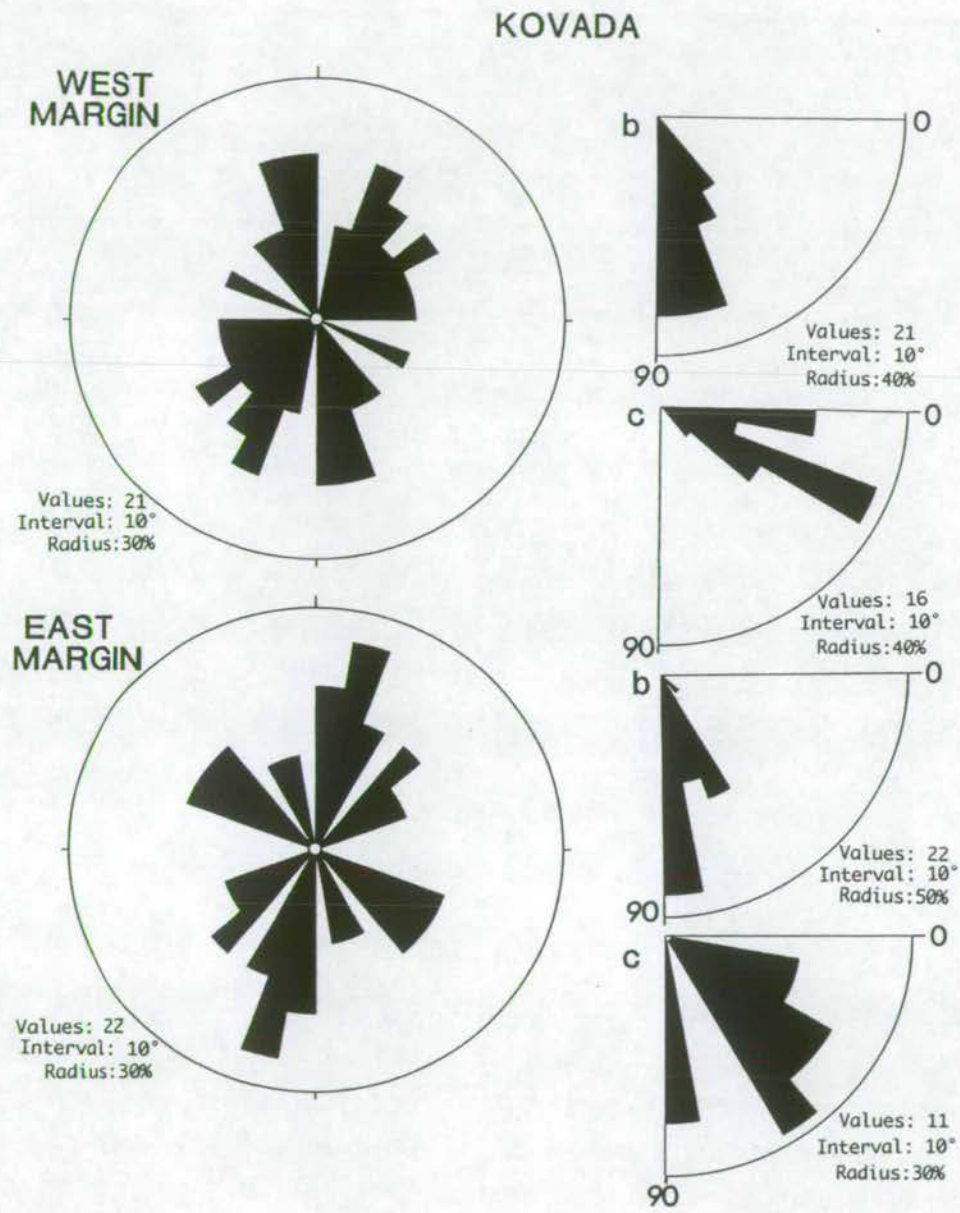 KOVADA
WEST
MARGIN
Values: 21
Interval: 10°
Radius:30%
b
0
90
Values: 21
Interval: 10°
Radius:40%
c
0
90
Values: 16
Interval: 10°
Radius:40%
EAST
MARGIN
Values: 22
Interval: 10°
Radius:30%
b
0
90
Values: 22
Interval: 10°
Radius:50%
c
0
90
Values: 11
Interval: 10°
Radius:30%